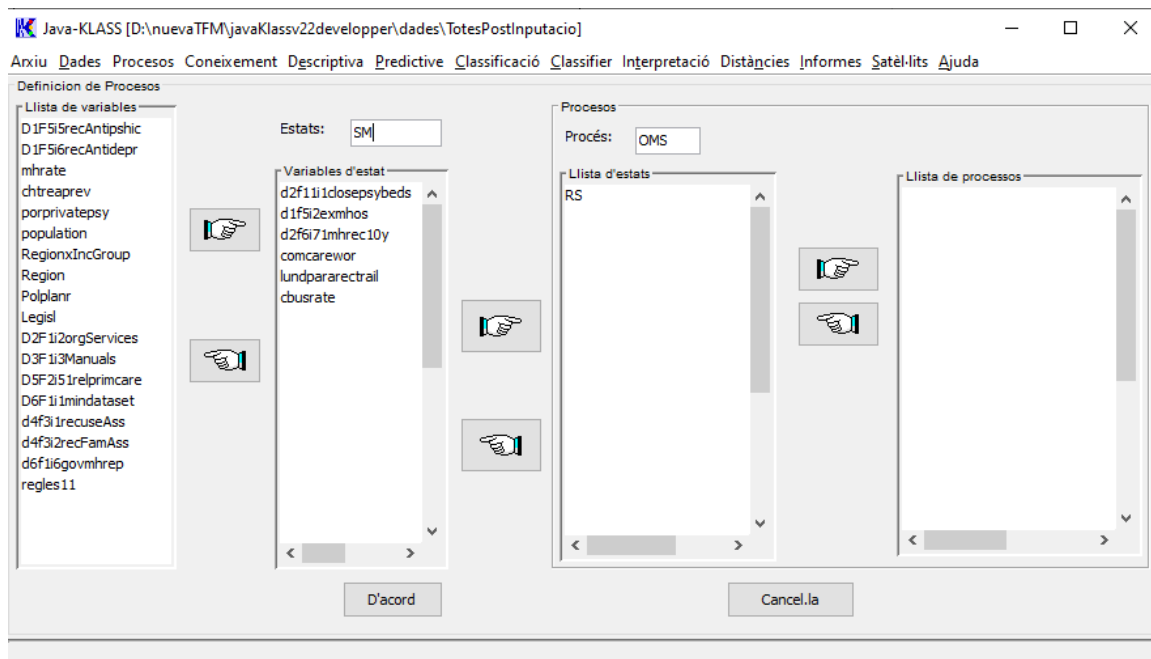 Java-KLASS [D:\nuevaTFM\javaKlassv22developper\dades\TotesPostInputacio]
Arxiu Dades Procesos Coneixement Descriptiva Predictive Classificació Classifier Interpretació Distàncies Informes Satèl·lits Ajuda
Definicion de Procesos
Llista de variables
D1F5i5recAntipshic
D1F5i6recAntidepr
mhrate
chtreaprev
porprivatepsy
population
RegionxIncGroup
Region
Polplanr
Legisl
D2F1i2orgServices
D3F1i3Manuals
D5F2i51relprimcare
D6F1i1mindataset
d4f3i1recuseAss
d4f3i2recFamAss
d6f1i6govmhrep
regles11
Estats: SM
Variables d'estat
d2f11i1closepsybeds
d1f5i2exmhos
d2f6i71mhrec10y
comcarewor
lundpararectrail
cbusrate
Procesos
Procés: OMS
Llista d'estats
RS
Llista de processos
D'acord
Cancel.la